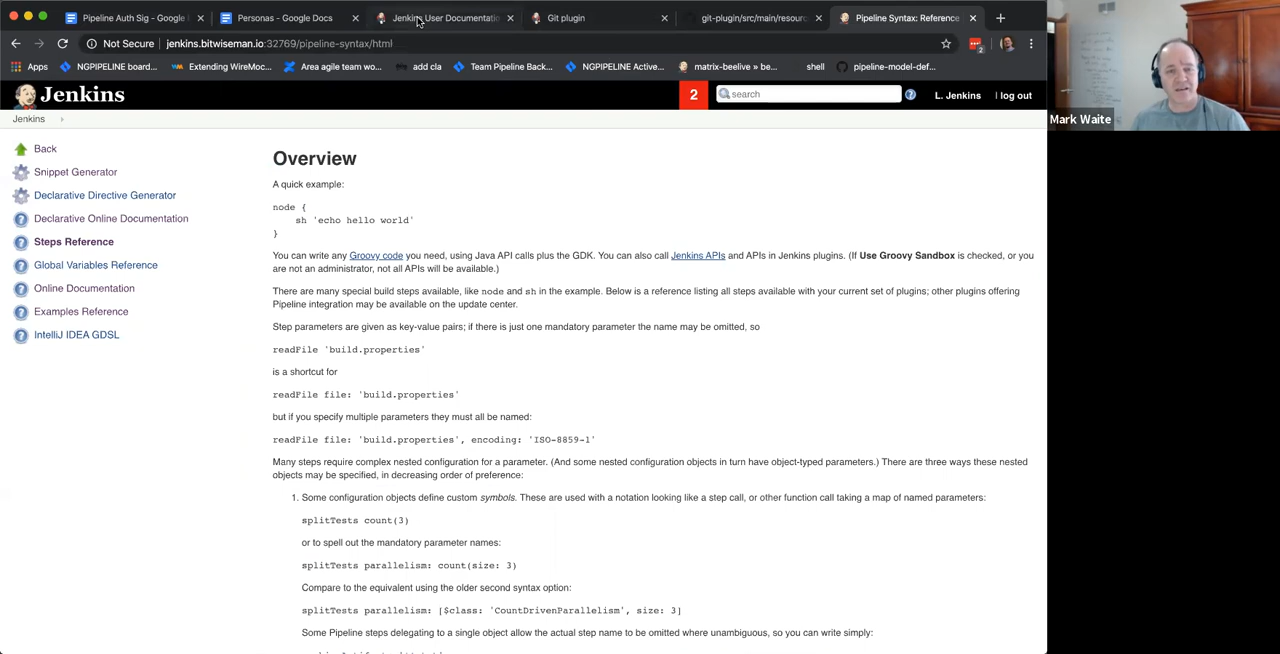 Pipeline Auth Sig - Google
Personas - Google Docs
Jenkins User Documentation
Git plugin
git-plugin/src/main/resour
Pipeline Syntax: Reference
Not Secure
jenkins.bitwiseman.io:32769/pipeline-syntax/html
2
Apps
NGPIPELINE board...
Extending WireMoc...
Area agile team wo...
add cla
Team Pipeline Back...
NGPIPELINE Active...
matrix-beelive » be...
shell
pipeline-model-def...
Jenkins
2
search
L. Jenkins
log out
Jenkins
Mark Waite
Back
Snippet Generator
Declarative Directive Generator
Declarative Online Documentation
Steps Reference
Global Variables Reference
Online Documentation
Examples Reference
IntelliJ IDEA GDSL
Overview
A quick example:
node {
sh 'echo hello world'
}
You can write any Groovy code you need, using Java API calls plus the GDK. You can also call Jenkins APIs and APIs in Jenkins plugins. (If Use Groovy Sandbox is checked, or you
are not an administrator, not all APIs will be available.)
There are many special build steps available, like node and sh in the example. Below is a reference listing all steps available with your current set of plugins; other plugins offering
Pipeline integration may be available on the update center.
Step parameters are given as key-value pairs; if there is just one mandatory parameter the name may be omitted, so
readFile 'build.properties'
is a shortcut for
readFile file: 'build.properties'
but if you specify multiple parameters they must all be named:
readFile file: 'build.properties', encoding: 'ISO-8859-1'
Many steps require complex nested configuration for a parameter. (And some nested configuration objects in turn have object-typed parameters.) There are three ways these nested
objects may be specified, in decreasing order of preference:
1. Some configuration objects define custom symbols. These are used with a notation looking like a step call, or other function call taking a map of named parameters:
splitTests count(3)
or to spell out the mandatory parameter names:
splitTests parallelism: count(size: 3)
Compare to the equivalent using the older second syntax option:
splitTests parallelism: [$class: 'CountDrivenParallelism', size: 3]
Some Pipeline steps delegating to a single object allow the actual step name to be omitted where unambiguous, so you can write simply: